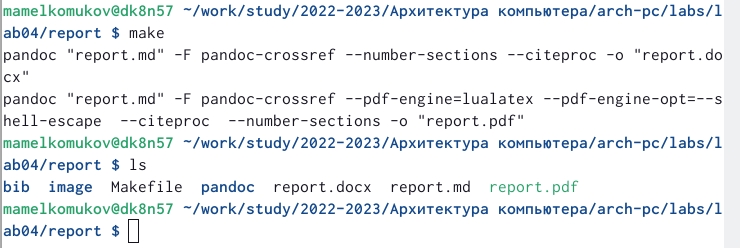 mamelkomukov@dk8n57 ~/work/study/2022-2023/Архитектура компьютера/arch-pc/labs/l
ab04/report $ make
pandoc "report.md" -F pandoc-crossref --number-sections --citeproc -o "report.do
cx"
pandoc "report.md" -F pandoc-crossref --pdf-engine=lualatex --pdf-engine-opt=--s
hell-escape  --citeproc  --number-sections -o "report.pdf"
mamelkomukov@dk8n57 ~/work/study/2022-2023/Архитектура компьютера/arch-pc/labs/l
ab04/report $ ls
bib  image  Makefile  pandoc  report.docx  report.md  report.pdf
mamelkomukov@dk8n57 ~/work/study/2022-2023/Архитектура компьютера/arch-pc/labs/l
ab04/report $